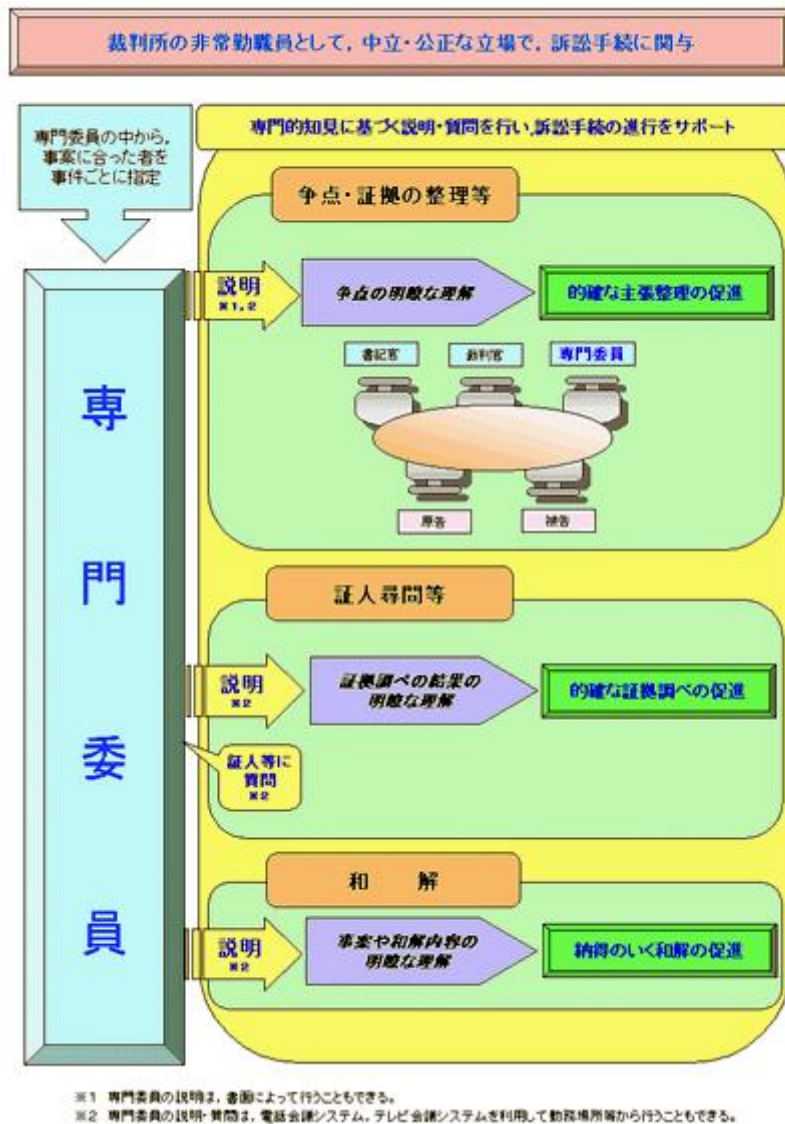 裁判所の非常勤職員として，中立・公正な立場で，訴訟手続に関与
専門委員の中から，
事案に合った者を
事件ごとに指定
専門的知見に基づく説明・質問を行い，訴訟手続の進行をサポート
争点・証拠の整理等
説明
※1，2
争点の明瞭な理解
的確な主張整理の促進
書記官
裁判官
専門委員
原告
被告
専門委員
証人尋問等
説明
※2
証拠調べの結果の
明瞭な理解
的確な証拠調べの促進
証人等に
質問
※2
和　解
説明
※2
事案や和解内容の
明瞭な理解
納得のいく和解の促進
※1　専門委員の説明は，書面によって行うこともできる。
※2　専門委員の説明・質問は，電話会議システム，テレビ会議システムを利用して勤務場所等から行うこともできる。